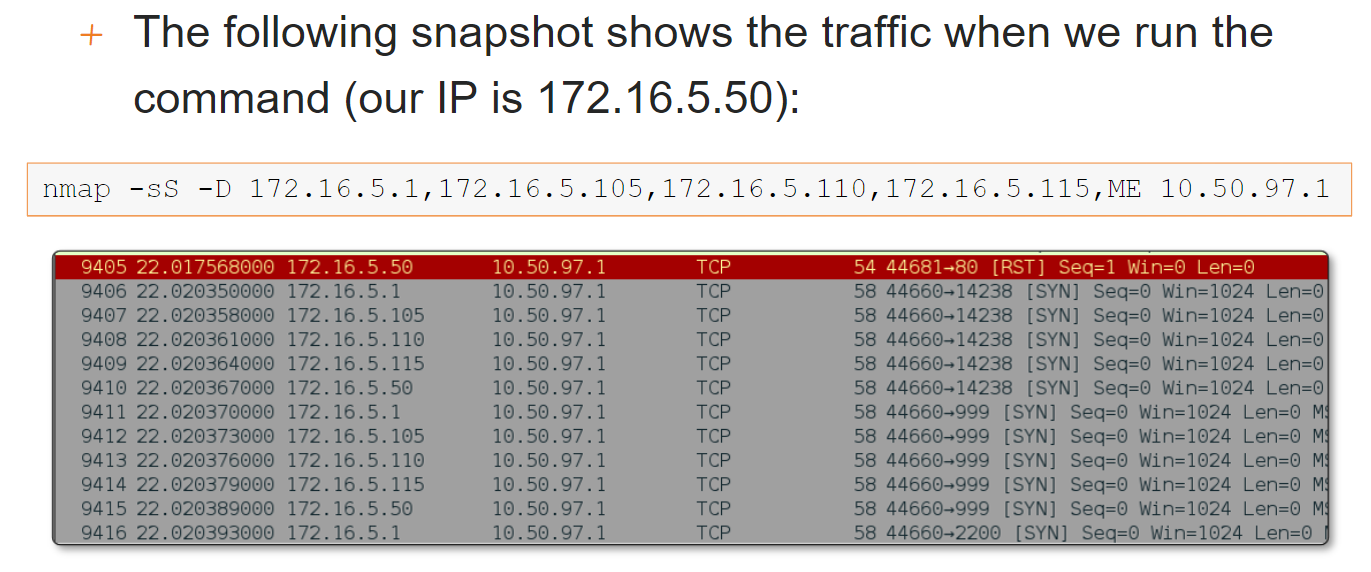 + The following snapshot shows the traffic when we run the
command (our IP is 172.16.5.50):
nmap -sS -D 172.16.5.1,172.16.5.105,172.16.5.110,172.16.5.115,ME 10.50.97.1
9405 22.017568000 172.16.5.50 10.50.97.1 TCP 54 44681→80 [RST] Seq=1 Win=0 Len=0
9406 22.020350000 172.16.5.1 10.50.97.1 TCP 58 44660→14238 [SYN] Seq=0 Win=1024 Len=0
9407 22.020358000 172.16.5.105 10.50.97.1 TCP 58 44660→14238 [SYN] Seq=0 Win=1024 Len=0
9408 22.020361000 172.16.5.110 10.50.97.1 TCP 58 44660→14238 [SYN] Seq=0 Win=1024 Len=0
9409 22.020364000 172.16.5.115 10.50.97.1 TCP 58 44660→14238 [SYN] Seq=0 Win=1024 Len=0
9410 22.020367000 172.16.5.50 10.50.97.1 TCP 58 44660→14238 [SYN] Seq=0 Win=1024 Len=0
9411 22.020370000 172.16.5.1 10.50.97.1 TCP 58 44660→999 [SYN] Seq=0 Win=1024 Len=0
9412 22.020373000 172.16.5.105 10.50.97.1 TCP 58 44660→999 [SYN] Seq=0 Win=1024 Len=0
9413 22.020376000 172.16.5.110 10.50.97.1 TCP 58 44660→999 [SYN] Seq=0 Win=1024 Len=0
9414 22.020379000 172.16.5.115 10.50.97.1 TCP 58 44660→999 [SYN] Seq=0 Win=1024 Len=0
9415 22.020389000 172.16.5.50 10.50.97.1 TCP 58 44660→999 [SYN] Seq=0 Win=1024 Len=0
9416 22.020393000 172.16.5.1 10.50.97.1 TCP 58 44660→2200 [SYN] Seq=0 Win=1024 Len=0